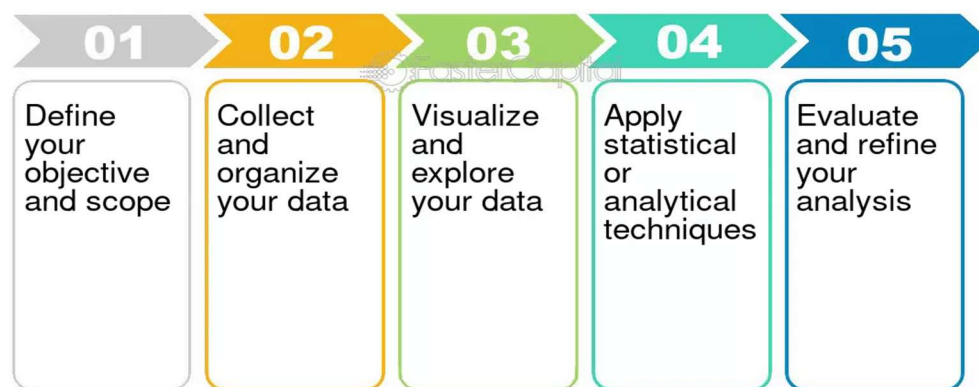 01
02
03
04
05
FasterCapital
Define
your
objective
and scope
Collect
and
organize
your data
Visualize
and
explore
your data
Apply
statistical
or
analytical
techniques
Evaluate
and refine
your
analysis